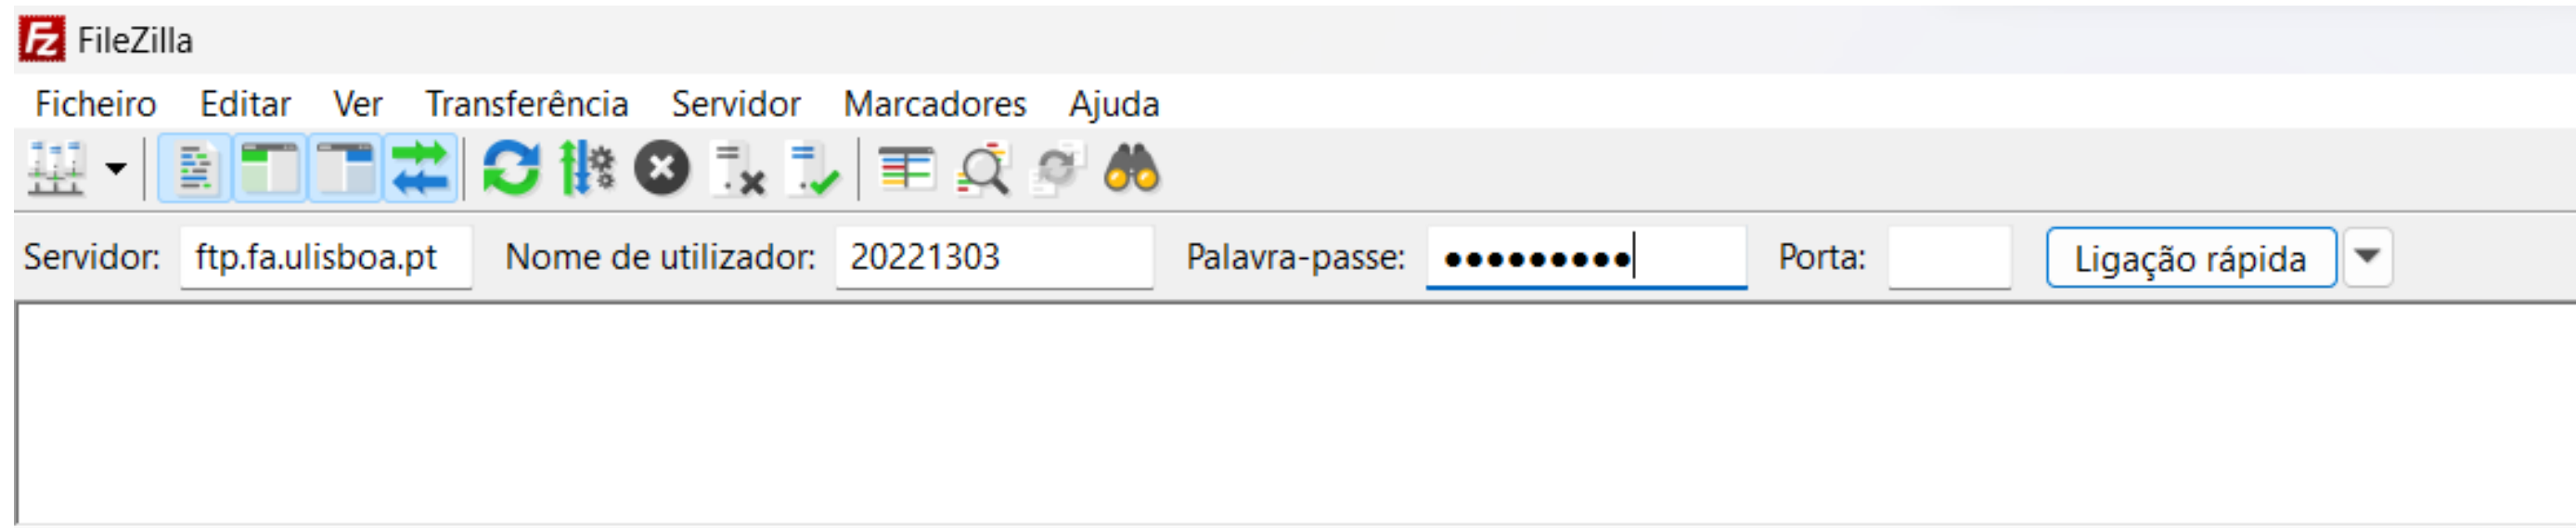 FileZilla
Ficheiro Editar Ver Transferência Servidor Marcadores Ajuda
Servidor: ftp.fa.ulisboa.pt Nome de utilizador: 20221303 Palavra-passe: ●●●●●●●●● Porta: Ligação rápida